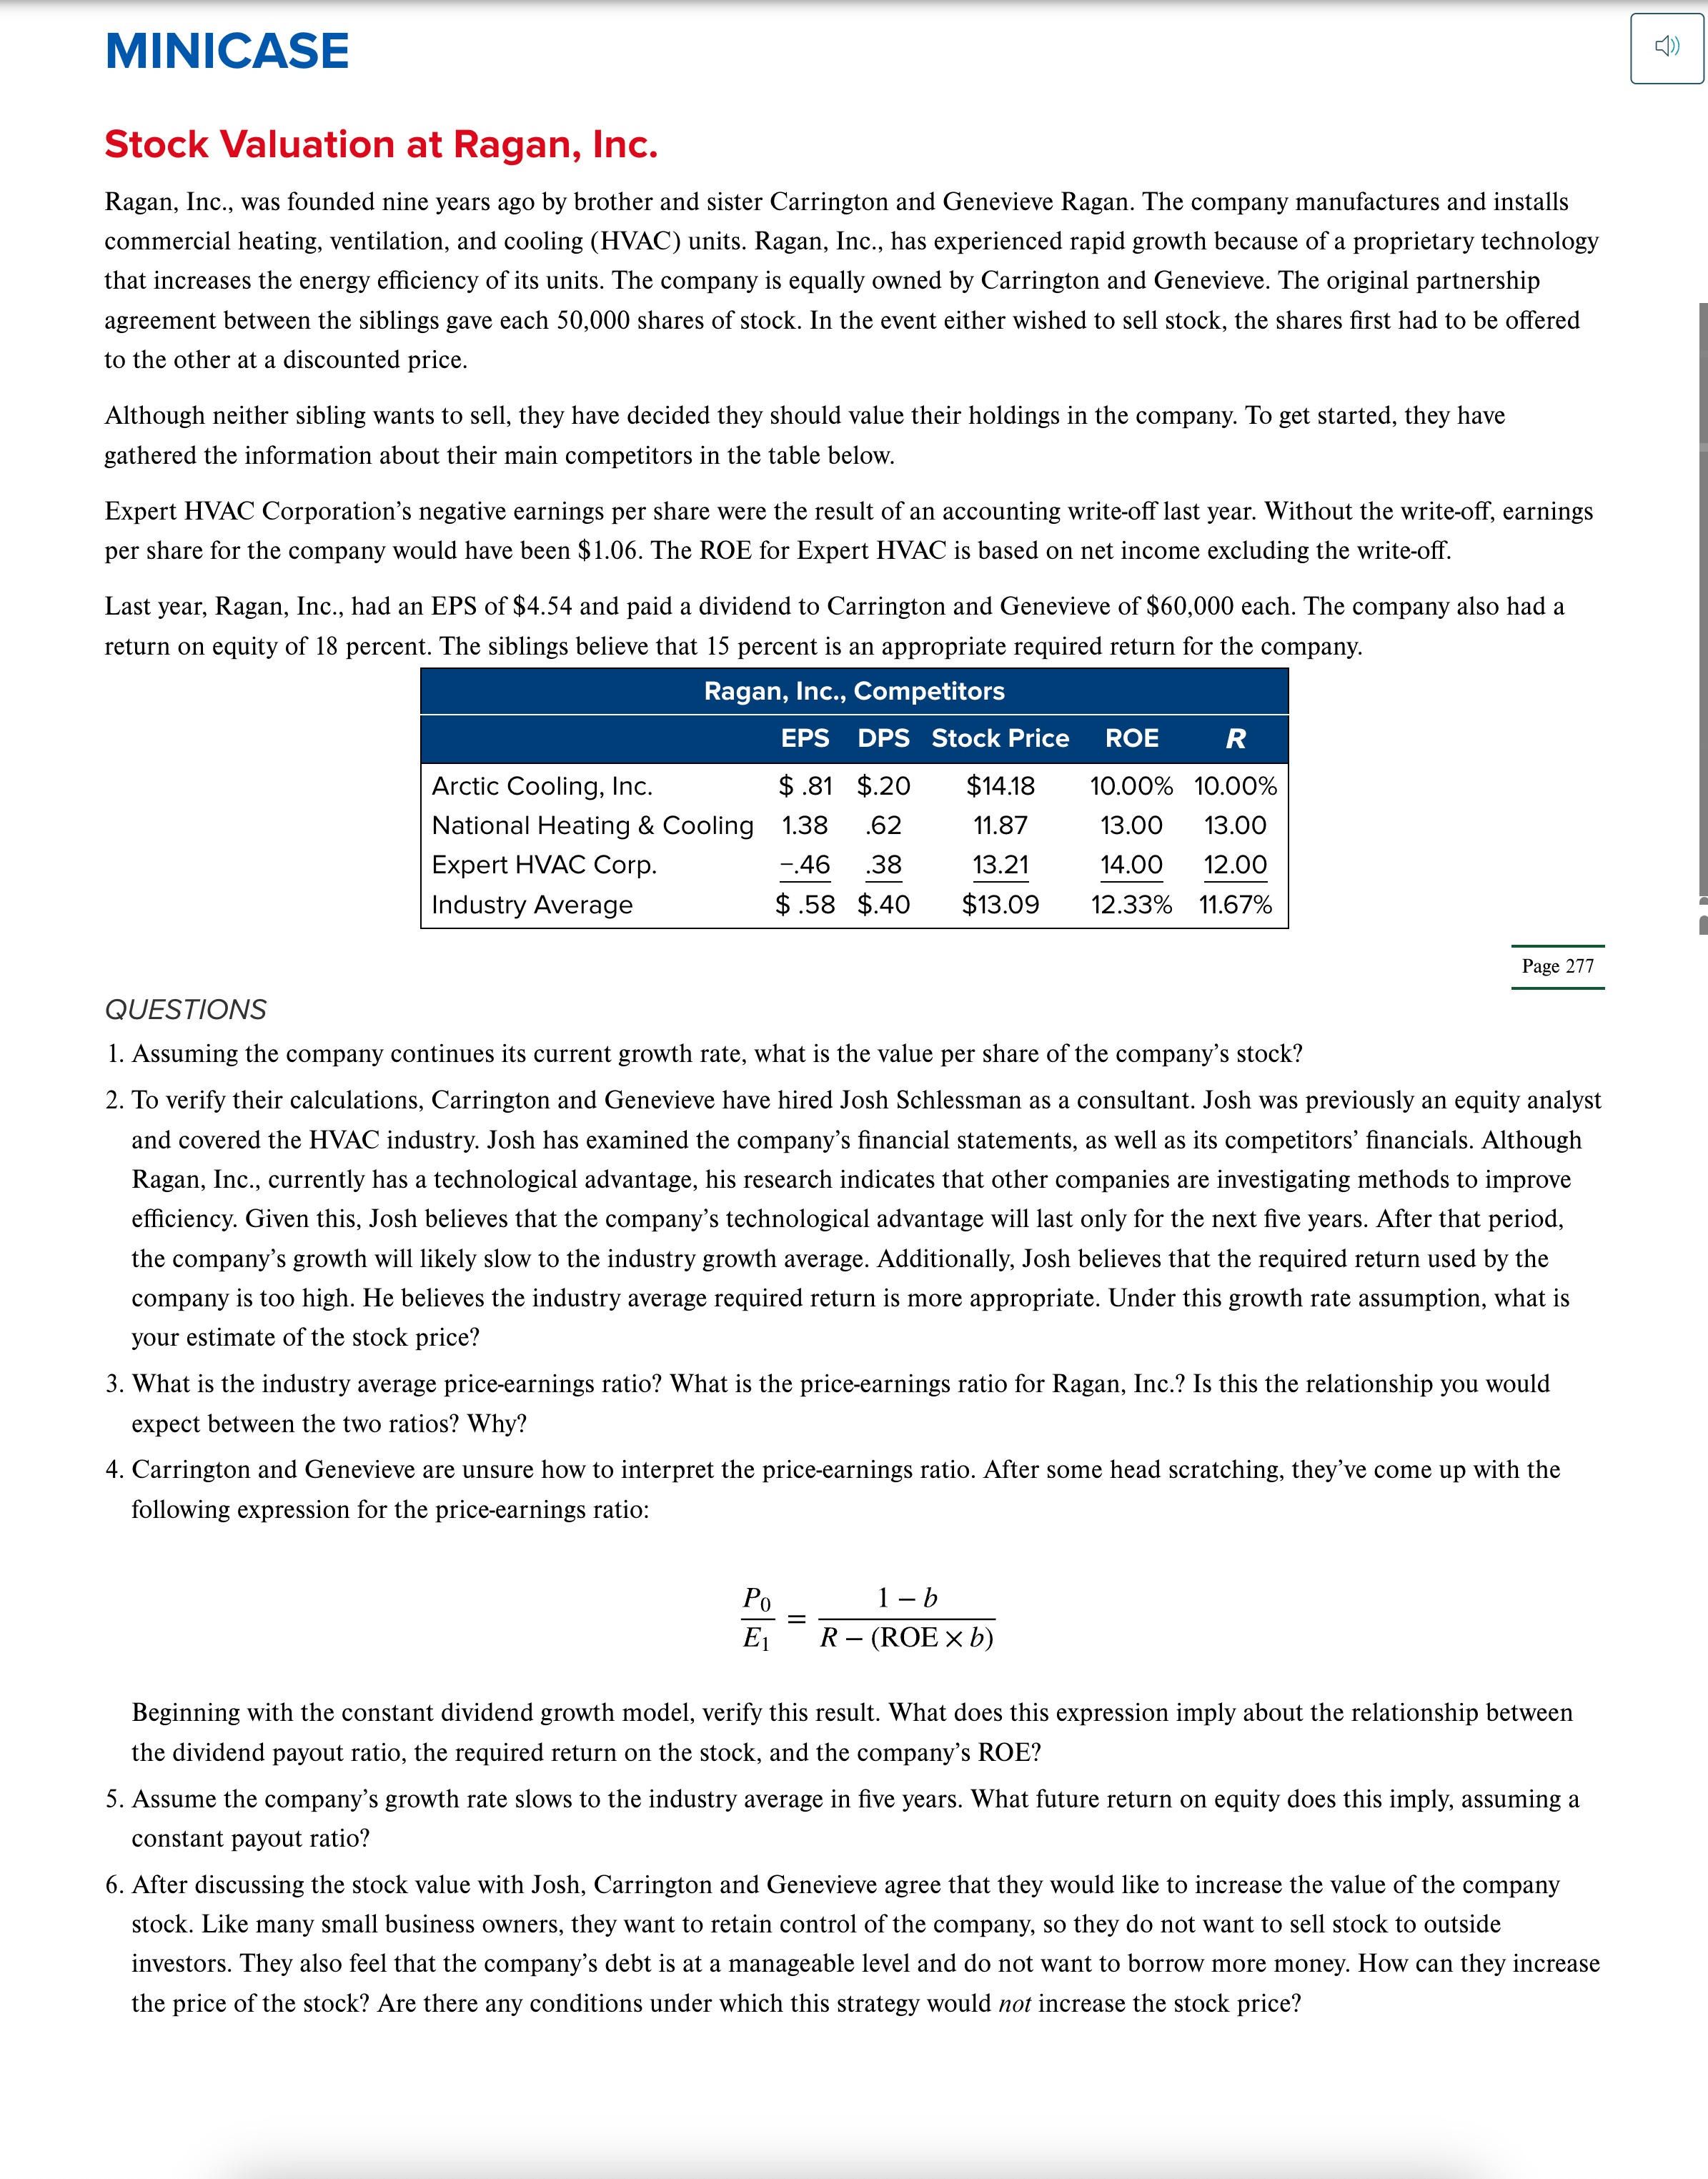 MINICASE
Stock Valuation at Ragan, Inc.
Ragan, Inc., was founded nine years ago by brother and sister Carrington and Genevieve Ragan. The company manufactures and installs
commercial heating, ventilation, and cooling (HVAC) units. Ragan, Inc., has experienced rapid growth because of a proprietary technology
that increases the energy efficiency of its units. The company is equally owned by Carrington and Genevieve. The original partnership
agreement between the siblings gave each 50,000 shares of stock. In the event either wished to sell stock, the shares first had to be offered
to the other at a discounted price.
Although neither sibling wants to sell, they have decided they should value their holdings in the company. To get started, they have
gathered the information about their main competitors in the table below.
Expert HVAC Corporation’s negative earnings per share were the result of an accounting write-off last year. Without the write-off, earnings
per share for the company would have been $1.06. The ROE for Expert HVAC is based on net income excluding the write-off.
Last year, Ragan, Inc., had an EPS of $4.54 and paid a dividend to Carrington and Genevieve of $60,000 each. The company also had a
return on equity of 18 percent. The siblings believe that 15 percent is an appropriate required return for the company.
Ragan, Inc., Competitors
EPS DPS Stock Price ROE R
Arctic Cooling, Inc. $ .81 $.20 $14.18 10.00% 10.00%
National Heating & Cooling 1.38 .62 11.87 13.00 13.00
Expert HVAC Corp. −.46 .38 13.21 14.00 12.00
Industry Average $ .58 $.40 $13.09 12.33% 11.67%
Page 277
QUESTIONS
1. Assuming the company continues its current growth rate, what is the value per share of the company’s stock?
2. To verify their calculations, Carrington and Genevieve have hired Josh Schlessman as a consultant. Josh was previously an equity analyst
and covered the HVAC industry. Josh has examined the company’s financial statements, as well as its competitors’ financials. Although
Ragan, Inc., currently has a technological advantage, his research indicates that other companies are investigating methods to improve
efficiency. Given this, Josh believes that the company’s technological advantage will last only for the next five years. After that period,
the company’s growth will likely slow to the industry growth average. Additionally, Josh believes that the required return used by the
company is too high. He believes the industry average required return is more appropriate. Under this growth rate assumption, what is
your estimate of the stock price?
3. What is the industry average price-earnings ratio? What is the price-earnings ratio for Ragan, Inc.? Is this the relationship you would
expect between the two ratios? Why?
4. Carrington and Genevieve are unsure how to interpret the price-earnings ratio. After some head scratching, they’ve come up with the
following expression for the price-earnings ratio:
P₀/E₁ = (1 − b)/(R − (ROE × b))
Beginning with the constant dividend growth model, verify this result. What does this expression imply about the relationship between
the dividend payout ratio, the required return on the stock, and the company’s ROE?
5. Assume the company’s growth rate slows to the industry average in five years. What future return on equity does this imply, assuming a
constant payout ratio?
6. After discussing the stock value with Josh, Carrington and Genevieve agree that they would like to increase the value of the company
stock. Like many small business owners, they want to retain control of the company, so they do not want to sell stock to outside
investors. They also feel that the company’s debt is at a manageable level and do not want to borrow more money. How can they increase
the price of the stock? Are there any conditions under which this strategy would not increase the stock price?